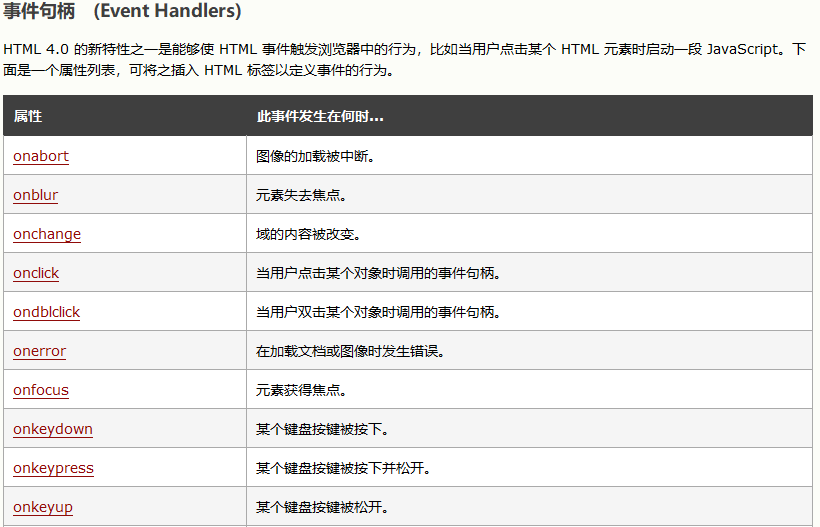 事件句柄 (Event Handlers)
HTML 4.0 的新特性之一是能够使 HTML 事件触发浏览器中的行为，比如当用户点击某个 HTML 元素时启动一段 JavaScript。下
面是一个属性列表，可将之插入 HTML 标签以定义事件的行为。
属性 此事件发生在何时...
onabort 图像的加载被中断。
onblur 元素失去焦点。
onchange 域的内容被改变。
onclick 当用户点击某个对象时调用的事件句柄。
ondblclick 当用户双击某个对象时调用的事件句柄。
onerror 在加载文档或图像时发生错误。
onfocus 元素获得焦点。
onkeydown 某个键盘按键被按下。
onkeypress 某个键盘按键被按下并松开。
onkeyup 某个键盘按键被松开。